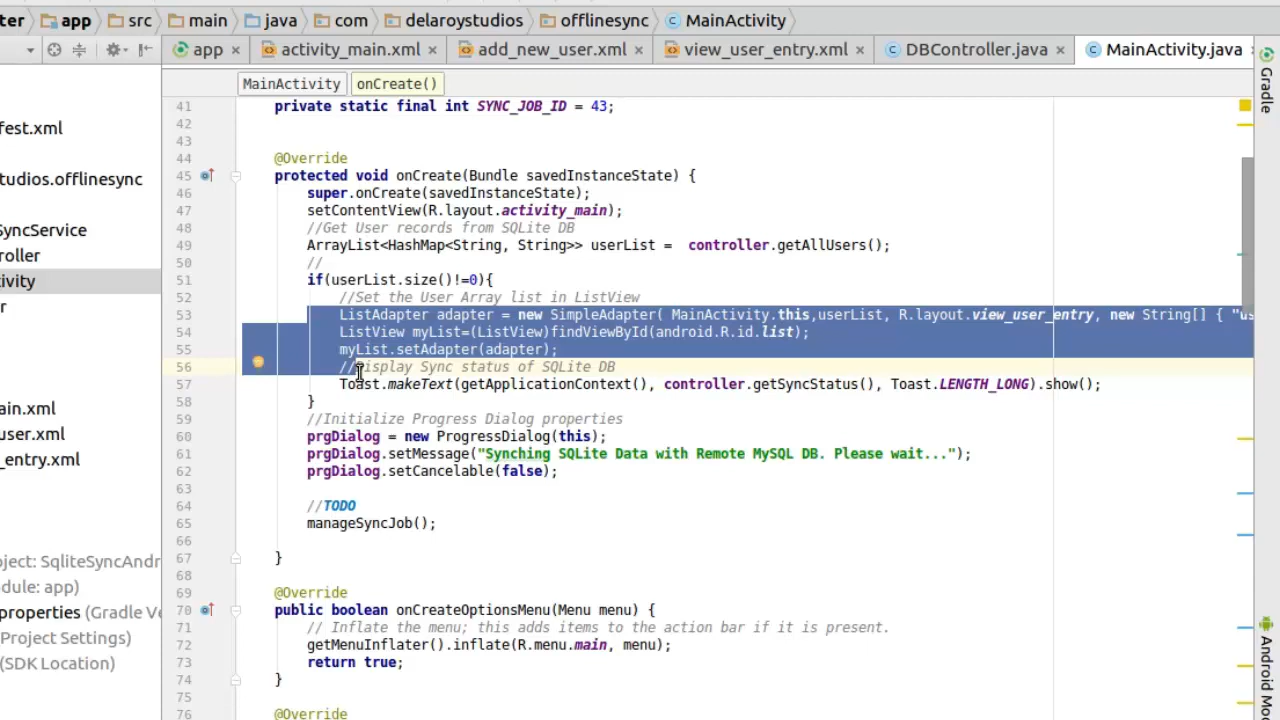 ter app src main java com delaroystudios offlinesync MainActivity
app activity_main.xml add_new_user.xml view_user_entry.xml DBController.java MainActivity.java
Gradle
MainActivity onCreate()
fest.xml
tudios.offlinesync
SyncService
roller
ivity
r
ain.xml
user.xml
_entry.xml
oject: SqliteSyncAndr
odule: app)
properties (Gradle Ve
Project Settings)
(SDK Location)
41 private static final int SYNC_JOB_ID = 43;
42
43
44 @Override
45 protected void onCreate(Bundle savedInstanceState) {
46 super.onCreate(savedInstanceState);
47 setContentView(R.layout.activity_main);
48 //Get User records from SQLite DB
49 ArrayList<HashMap<String, String>> userList =  controller.getAllUsers();
50 //
51 if(userList.size()!=0){
52 //Set the User Array list in ListView
53 ListAdapter adapter = new SimpleAdapter( MainActivity.this,userList, R.layout.view_user_entry, new String[] { "us
54 ListView myList=(ListView)findViewById(android.R.id.list);
55 myList.setAdapter(adapter);
56 //Display Sync status of SQLite DB
57 Toast.makeText(getApplicationContext(), controller.getSyncStatus(), Toast.LENGTH_LONG).show();
58 }
59 //Initialize Progress Dialog properties
60 prgDialog = new ProgressDialog(this);
61 prgDialog.setMessage("Synching SQLite Data with Remote MySQL DB. Please wait...");
62 prgDialog.setCancelable(false);
63
64 //TODO
65 manageSyncJob();
66
67 }
68
69 @Override
70 public boolean onCreateOptionsMenu(Menu menu) {
71 // Inflate the menu; this adds items to the action bar if it is present.
72 getMenuInflater().inflate(R.menu.main, menu);
73 return true;
74 }
75
76 @Override
Android Mo